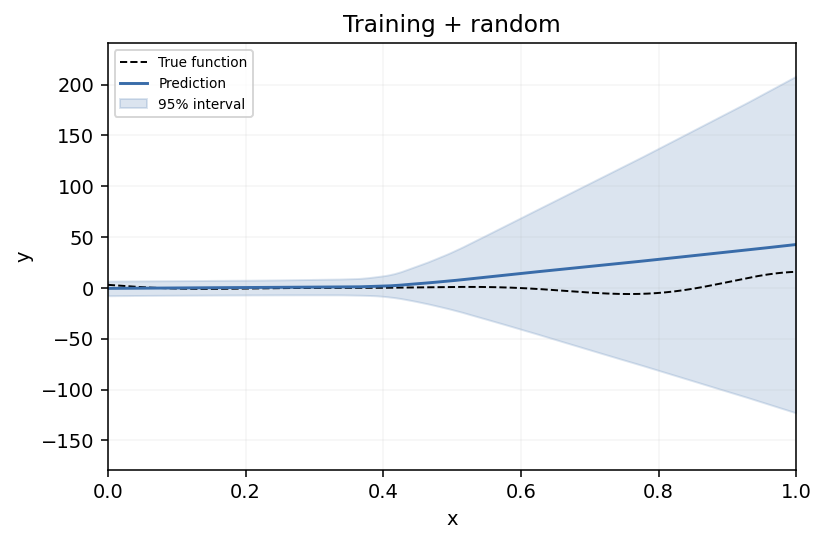 Training + random
True function
Prediction
95% interval
200
150
100
50
0
−50
−100
−150
y
0.0 0.2 0.4 0.6 0.8 1.0
x